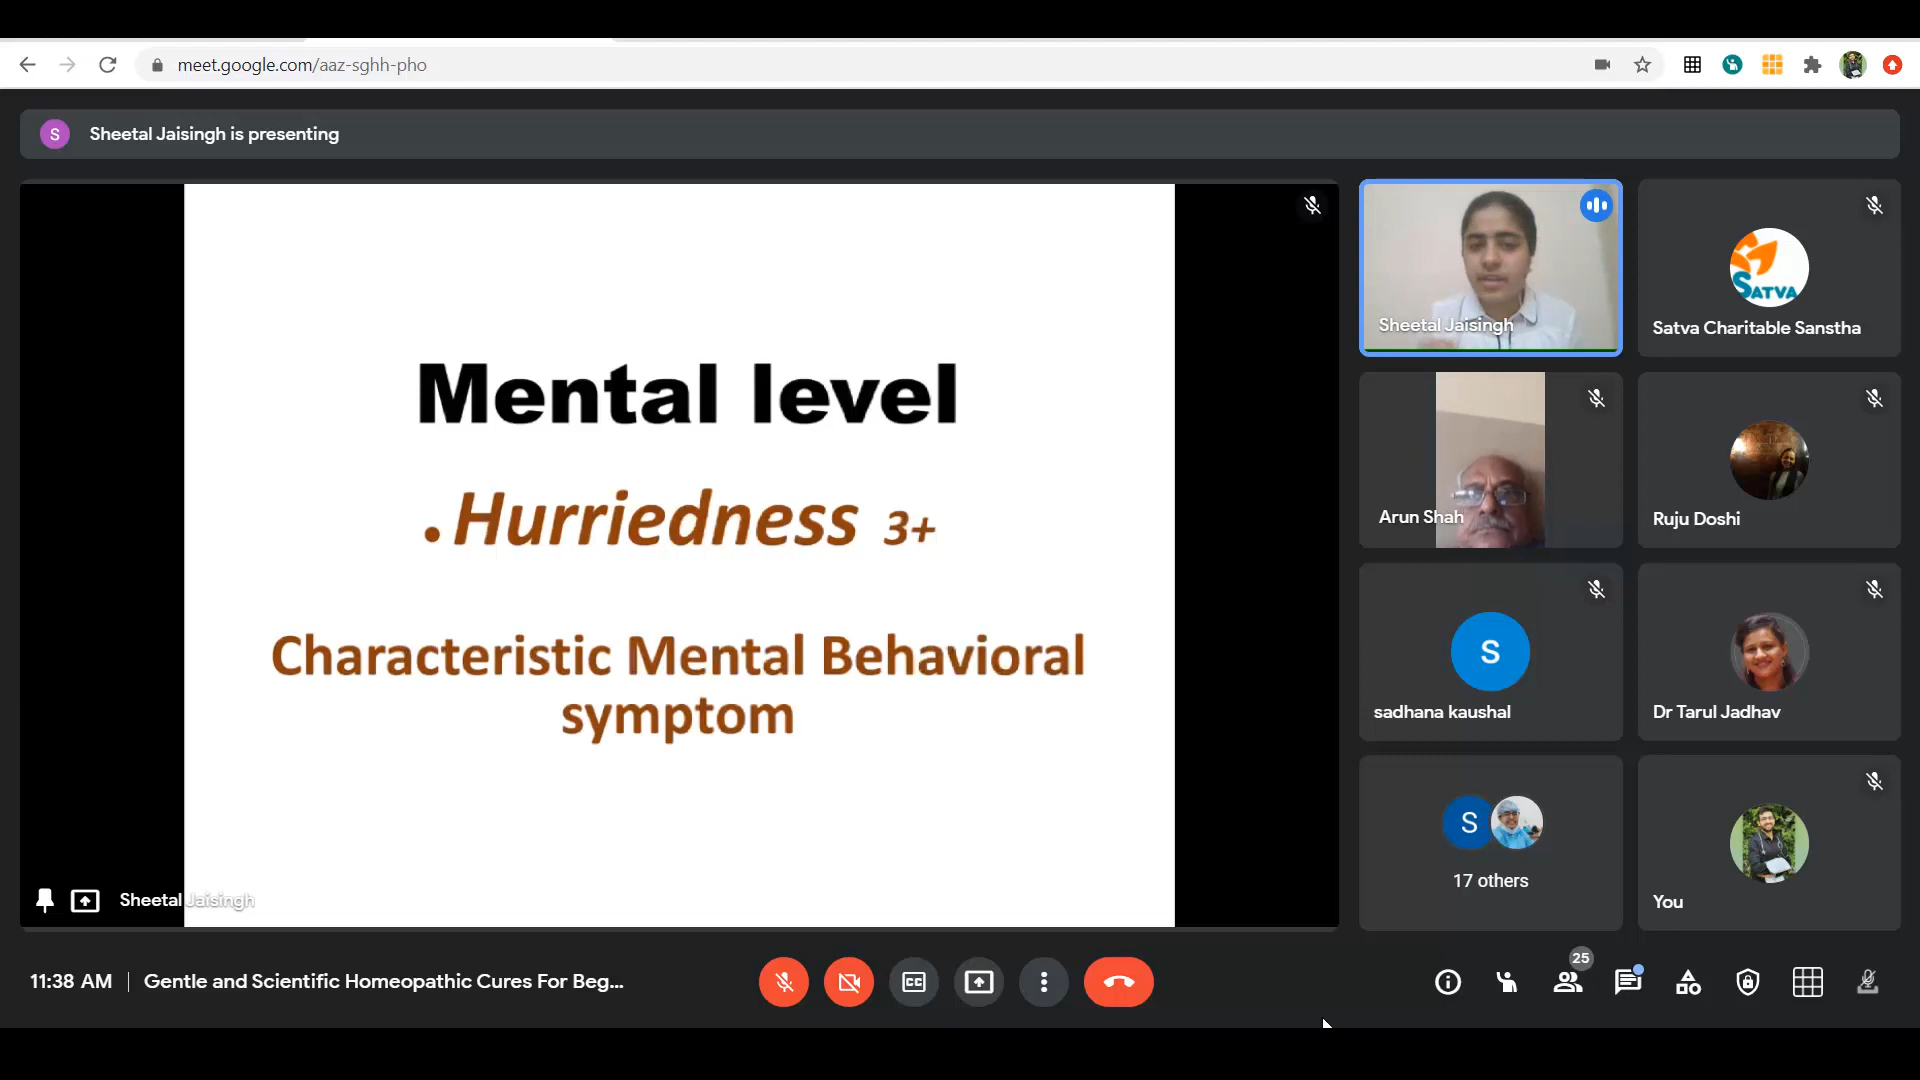 meet.google.com/aaz-sghh-pho
S
Sheetal Jaisingh is presenting
Mental level
• Hurriedness 3+
Characteristic Mental Behavioral
symptom
Sheetal Jaisingh
Sheetal Jaisingh
SATVA
Satva Charitable Sanstha
Arun Shah
Ruju Doshi
S
sadhana kaushal
Dr Tarul Jadhav
S
17 others
You
11:38 AM | Gentle and Scientific Homeopathic Cures For Beg...
CC
25